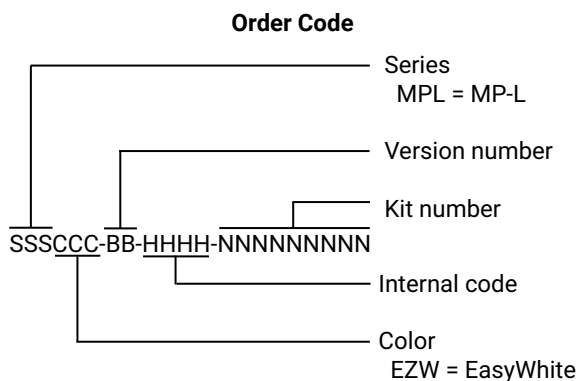 Order Code
Series
MPL = MP-L
Version number
Kit number
SSSCCC-BB-HHHH-NNNNNNNNN
Internal code
Color
EZW = EasyWhite